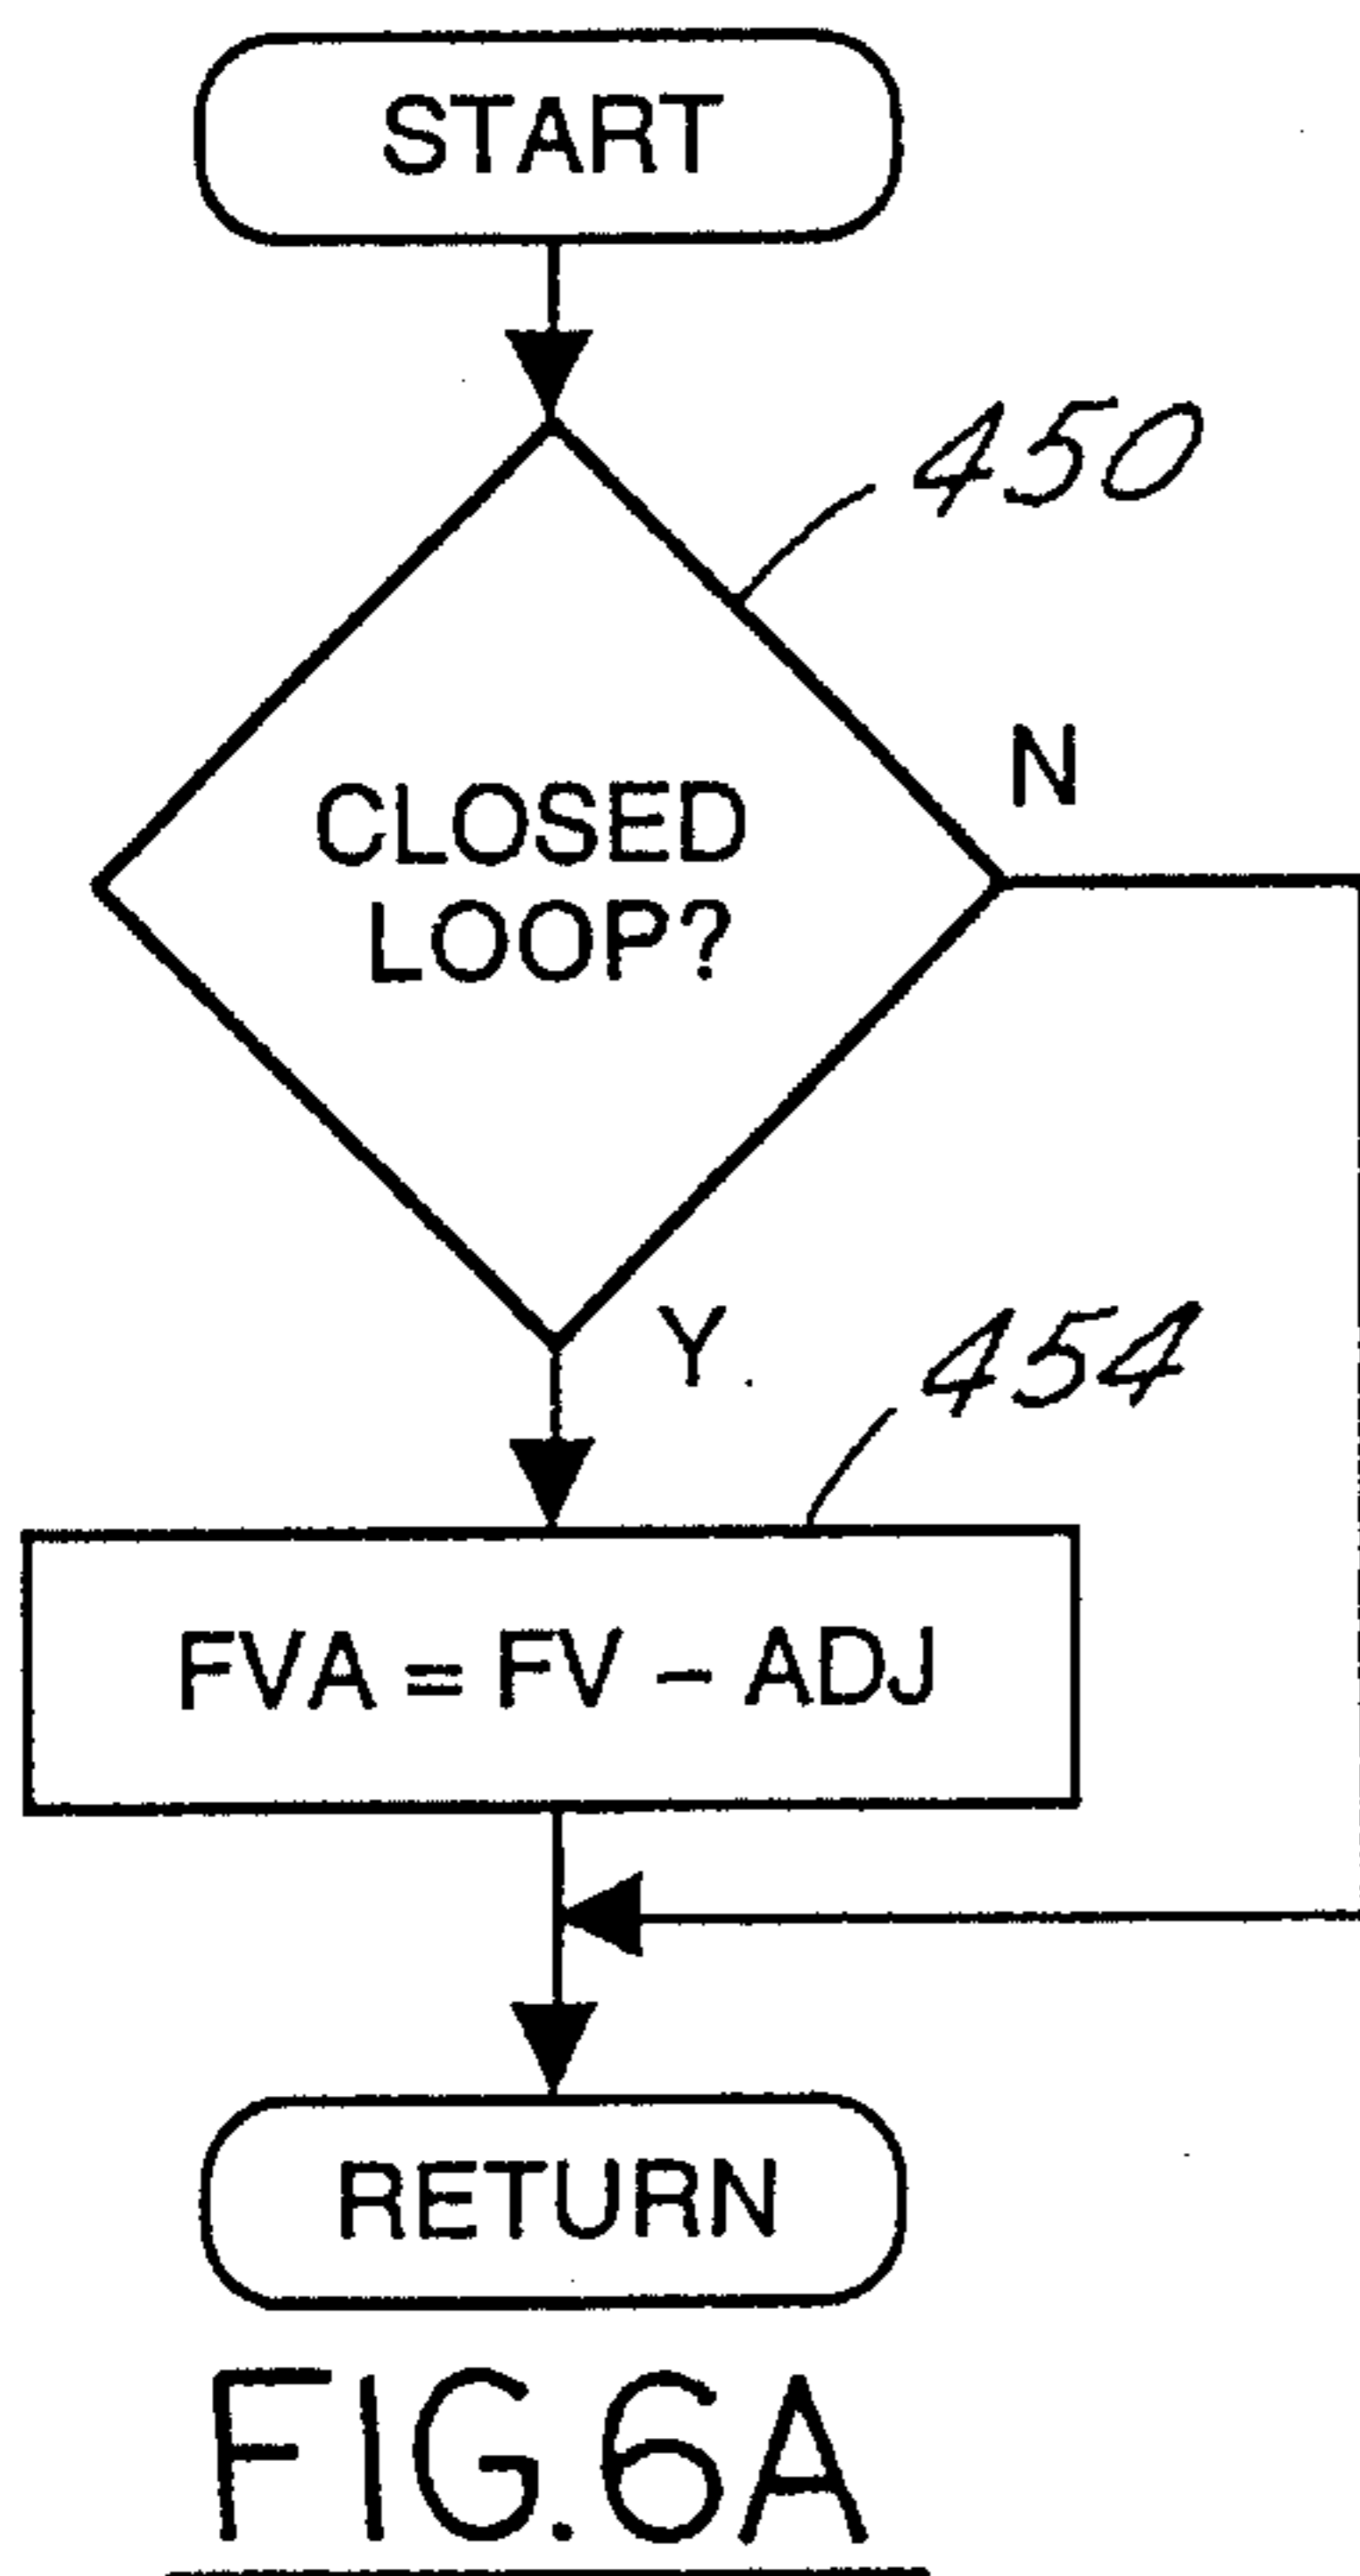 START
450
CLOSED
LOOP?
N
Y
454
FVA = FV – ADJ
RETURN
FIG.6A